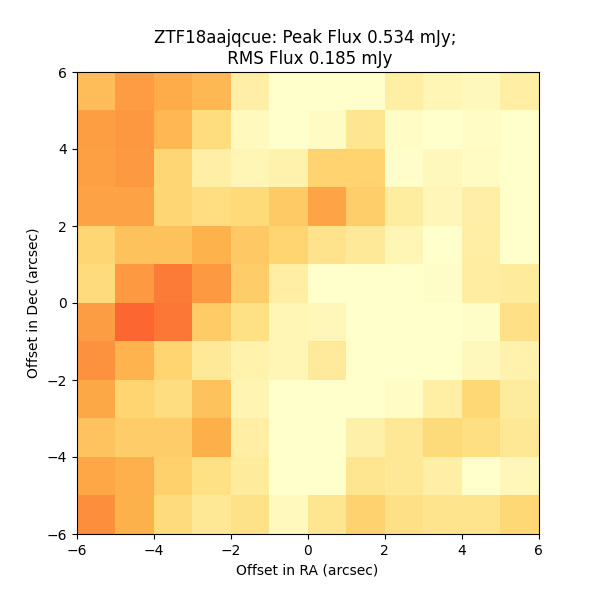 ZTF18aajqcue: Peak Flux 0.534 mJy;
RMS Flux 0.185 mJy
6
4
2
0
−2
−4
−6
Offset in Dec (arcsec)
−6 −4 −2 0 2 4 6
Offset in RA (arcsec)